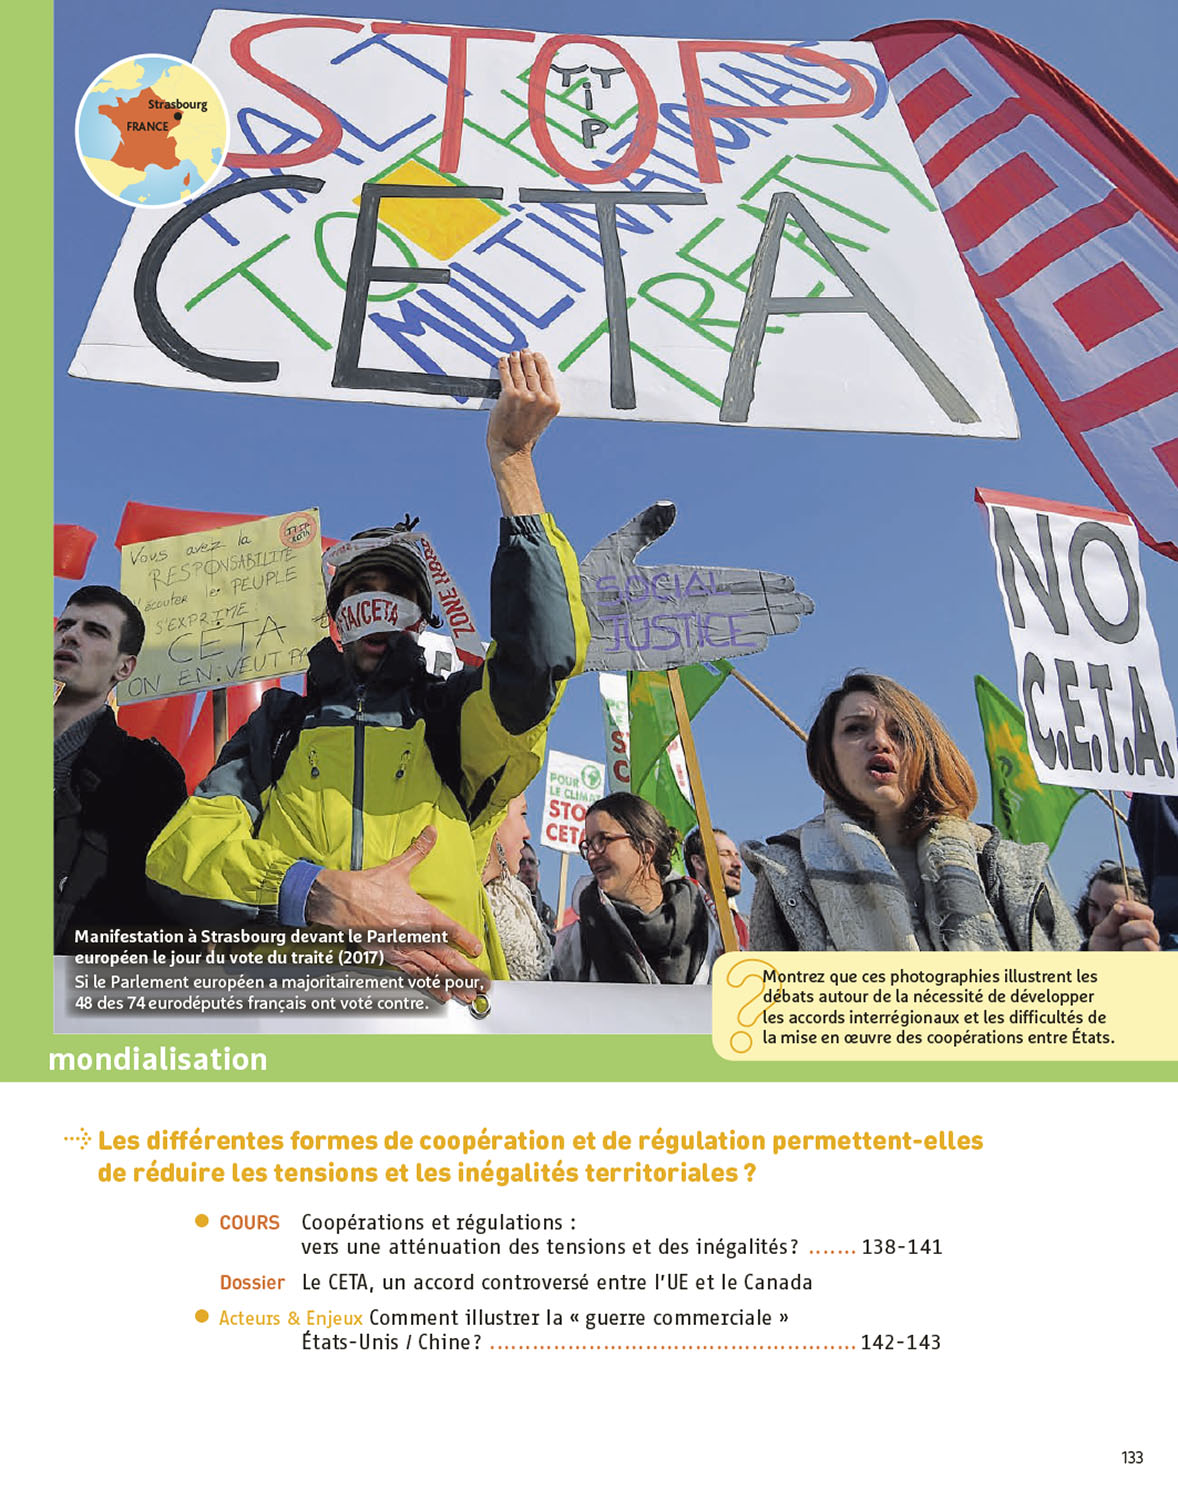 Strasbourg
FRANCE
STOP
TTiP
CETA
HALT
TO THE
MULTINATIONALS
TREATY
Vous avez la
RESPONSABILITE
d'écouter le PEUPLE
S'EXPRIME
CETA
ON EN VEUT PA
TAFTA/CETA
ZONE HORS
SOCIAL
JUSTICE
POUR
LE CLIMAT
STO
CETA
NO
C.E.T.A.
Manifestation à Strasbourg devant le Parlement
européen le jour du vote du traité (2017)
Si le Parlement européen a majoritairement voté pour,
48 des 74 eurodéputés français ont voté contre.
?
Montrez que ces photographies illustrent les
débats autour de la nécessité de développer
les accords interrégionaux et les difficultés de
la mise en œuvre des coopérations entre États.
mondialisation
Les différentes formes de coopération et de régulation permettent-elles
de réduire les tensions et les inégalités territoriales ?
COURS Coopérations et régulations :
vers une atténuation des tensions et des inégalités ? ....... 138-141
Dossier Le CETA, un accord controversé entre l'UE et le Canada
Acteurs & Enjeux Comment illustrer la « guerre commerciale »
États-Unis / Chine ? .................................................... 142-143
133